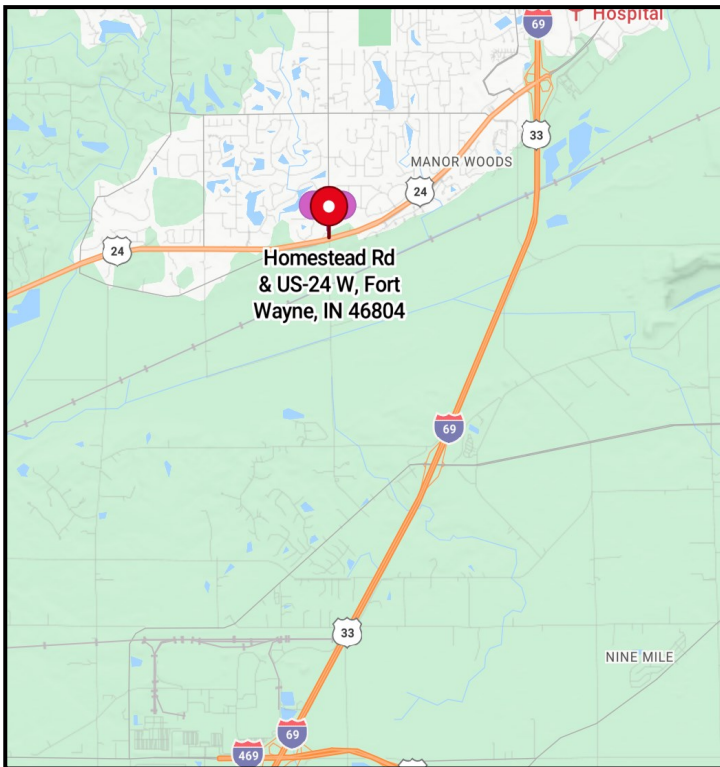 69
Hospital
33
MANOR WOODS
24
24
Homestead Rd
& US-24 W, Fort
Wayne, IN 46804
69
33
NINE MILE
69
469